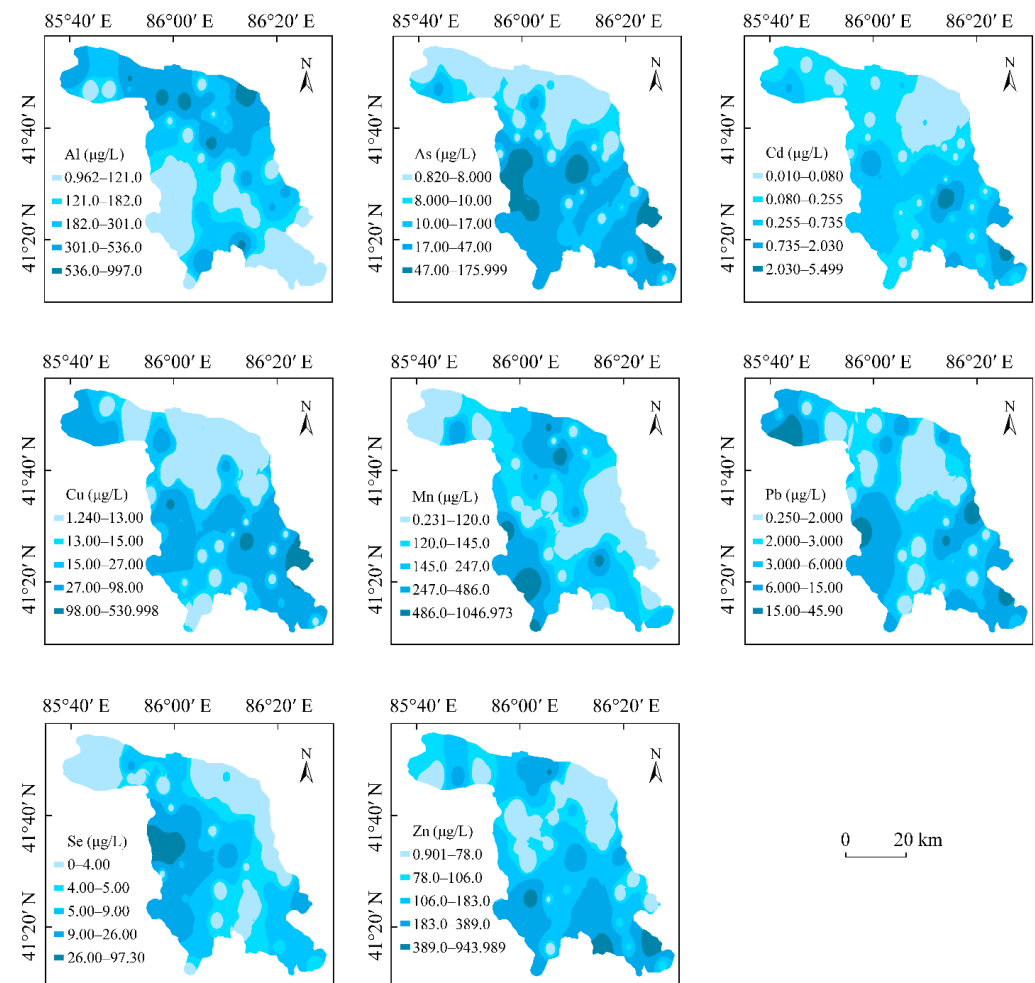 85°40′ E 86°00′ E 86°20′ E
N
41°40′ N
41°20′ N
Al (μg/L)
0.962–121.0
121.0–182.0
182.0–301.0
301.0–536.0
536.0–997.0
85°40′ E 86°00′ E 86°20′ E
N
As (μg/L)
0.820–8.000
8.000–10.00
10.00–17.00
17.00–47.00
47.00–175.999
85°40′ E 86°00′ E 86°20′ E
N
Cd (μg/L)
0.010–0.080
0.080–0.255
0.255–0.735
0.735–2.030
2.030–5.499
85°40′ E 86°00′ E 86°20′ E
N
41°40′ N
41°20′ N
Cu (μg/L)
1.240–13.00
13.00–15.00
15.00–27.00
27.00–98.00
98.00–530.998
85°40′ E 86°00′ E 86°20′ E
N
41°40′ N
41°20′ N
Mn (μg/L)
0.231–120.0
120.0–145.0
145.0–247.0
247.0–486.0
486.0–1046.973
85°40′ E 86°00′ E 86°20′ E
N
41°40′ N
41°20′ N
Pb (μg/L)
0.250–2.000
2.000–3.000
3.000–6.000
6.000–15.00
15.00–45.90
85°40′ E 86°00′ E 86°20′ E
N
41°40′ N
41°20′ N
Se (μg/L)
0–4.00
4.00–5.00
5.00–9.00
9.00–26.00
26.00–97.30
85°40′ E 86°00′ E 86°20′ E
N
41°40′ N
41°20′ N
Zn (μg/L)
0.901–78.0
78.0–106.0
106.0–183.0
183.0 389.0
389.0–943.989
0 20 km
41°40′ N
41°20′ N
41°40′ N
41°20′ N